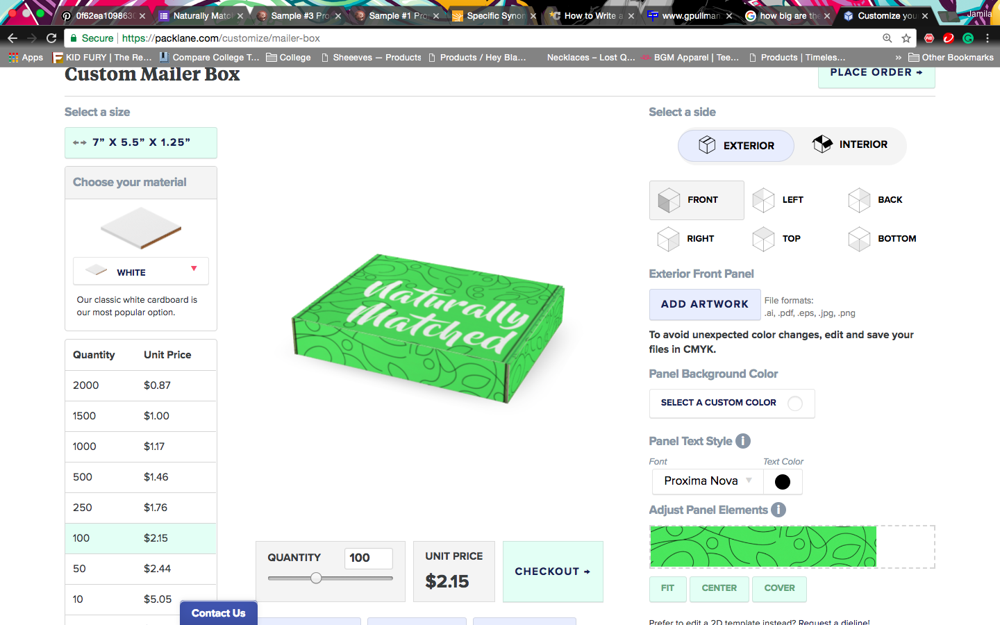 0f62ea109863
Naturally Mat
Sample #3 Pro
Sample #1 Pro
Specific Synon
How to Write a
www.gpullman
how big are the
Customize you
Jamila
Secure
https://packlane.com/customize/mailer-box
Apps
KID FURY | The Re...
Compare College T...
College
Sheeeves — Products
Products / Hey Bla...
Necklaces – Lost Q...
BGM Apparel | Tee...
Products | Timeles...
»
Other Bookmarks
Custom Mailer Box
PLACE ORDER →
Select a size
7” X 5.5” X 1.25”
Choose your material
WHITE
Our classic white cardboard is
our most popular option.
Quantity Unit Price
2000 $0.87
1500 $1.00
1000 $1.17
500 $1.46
250 $1.76
100 $2.15
50 $2.44
10 $5.05
Contact Us
Naturally
Matched
QUANTITY 100
UNIT PRICE
$2.15
CHECKOUT →
Select a side
EXTERIOR
INTERIOR
FRONT
LEFT
BACK
RIGHT
TOP
BOTTOM
Exterior Front Panel
ADD ARTWORK
File formats:
.ai, .pdf, .eps, .jpg, .png
To avoid unexpected color changes, edit and save your
files in CMYK.
Panel Background Color
SELECT A CUSTOM COLOR
Panel Text Style i
Font
Text Color
Proxima Nova
Adjust Panel Elements i
FIT
CENTER
COVER
Prefer to edit a 2D template instead? Request a dieline!